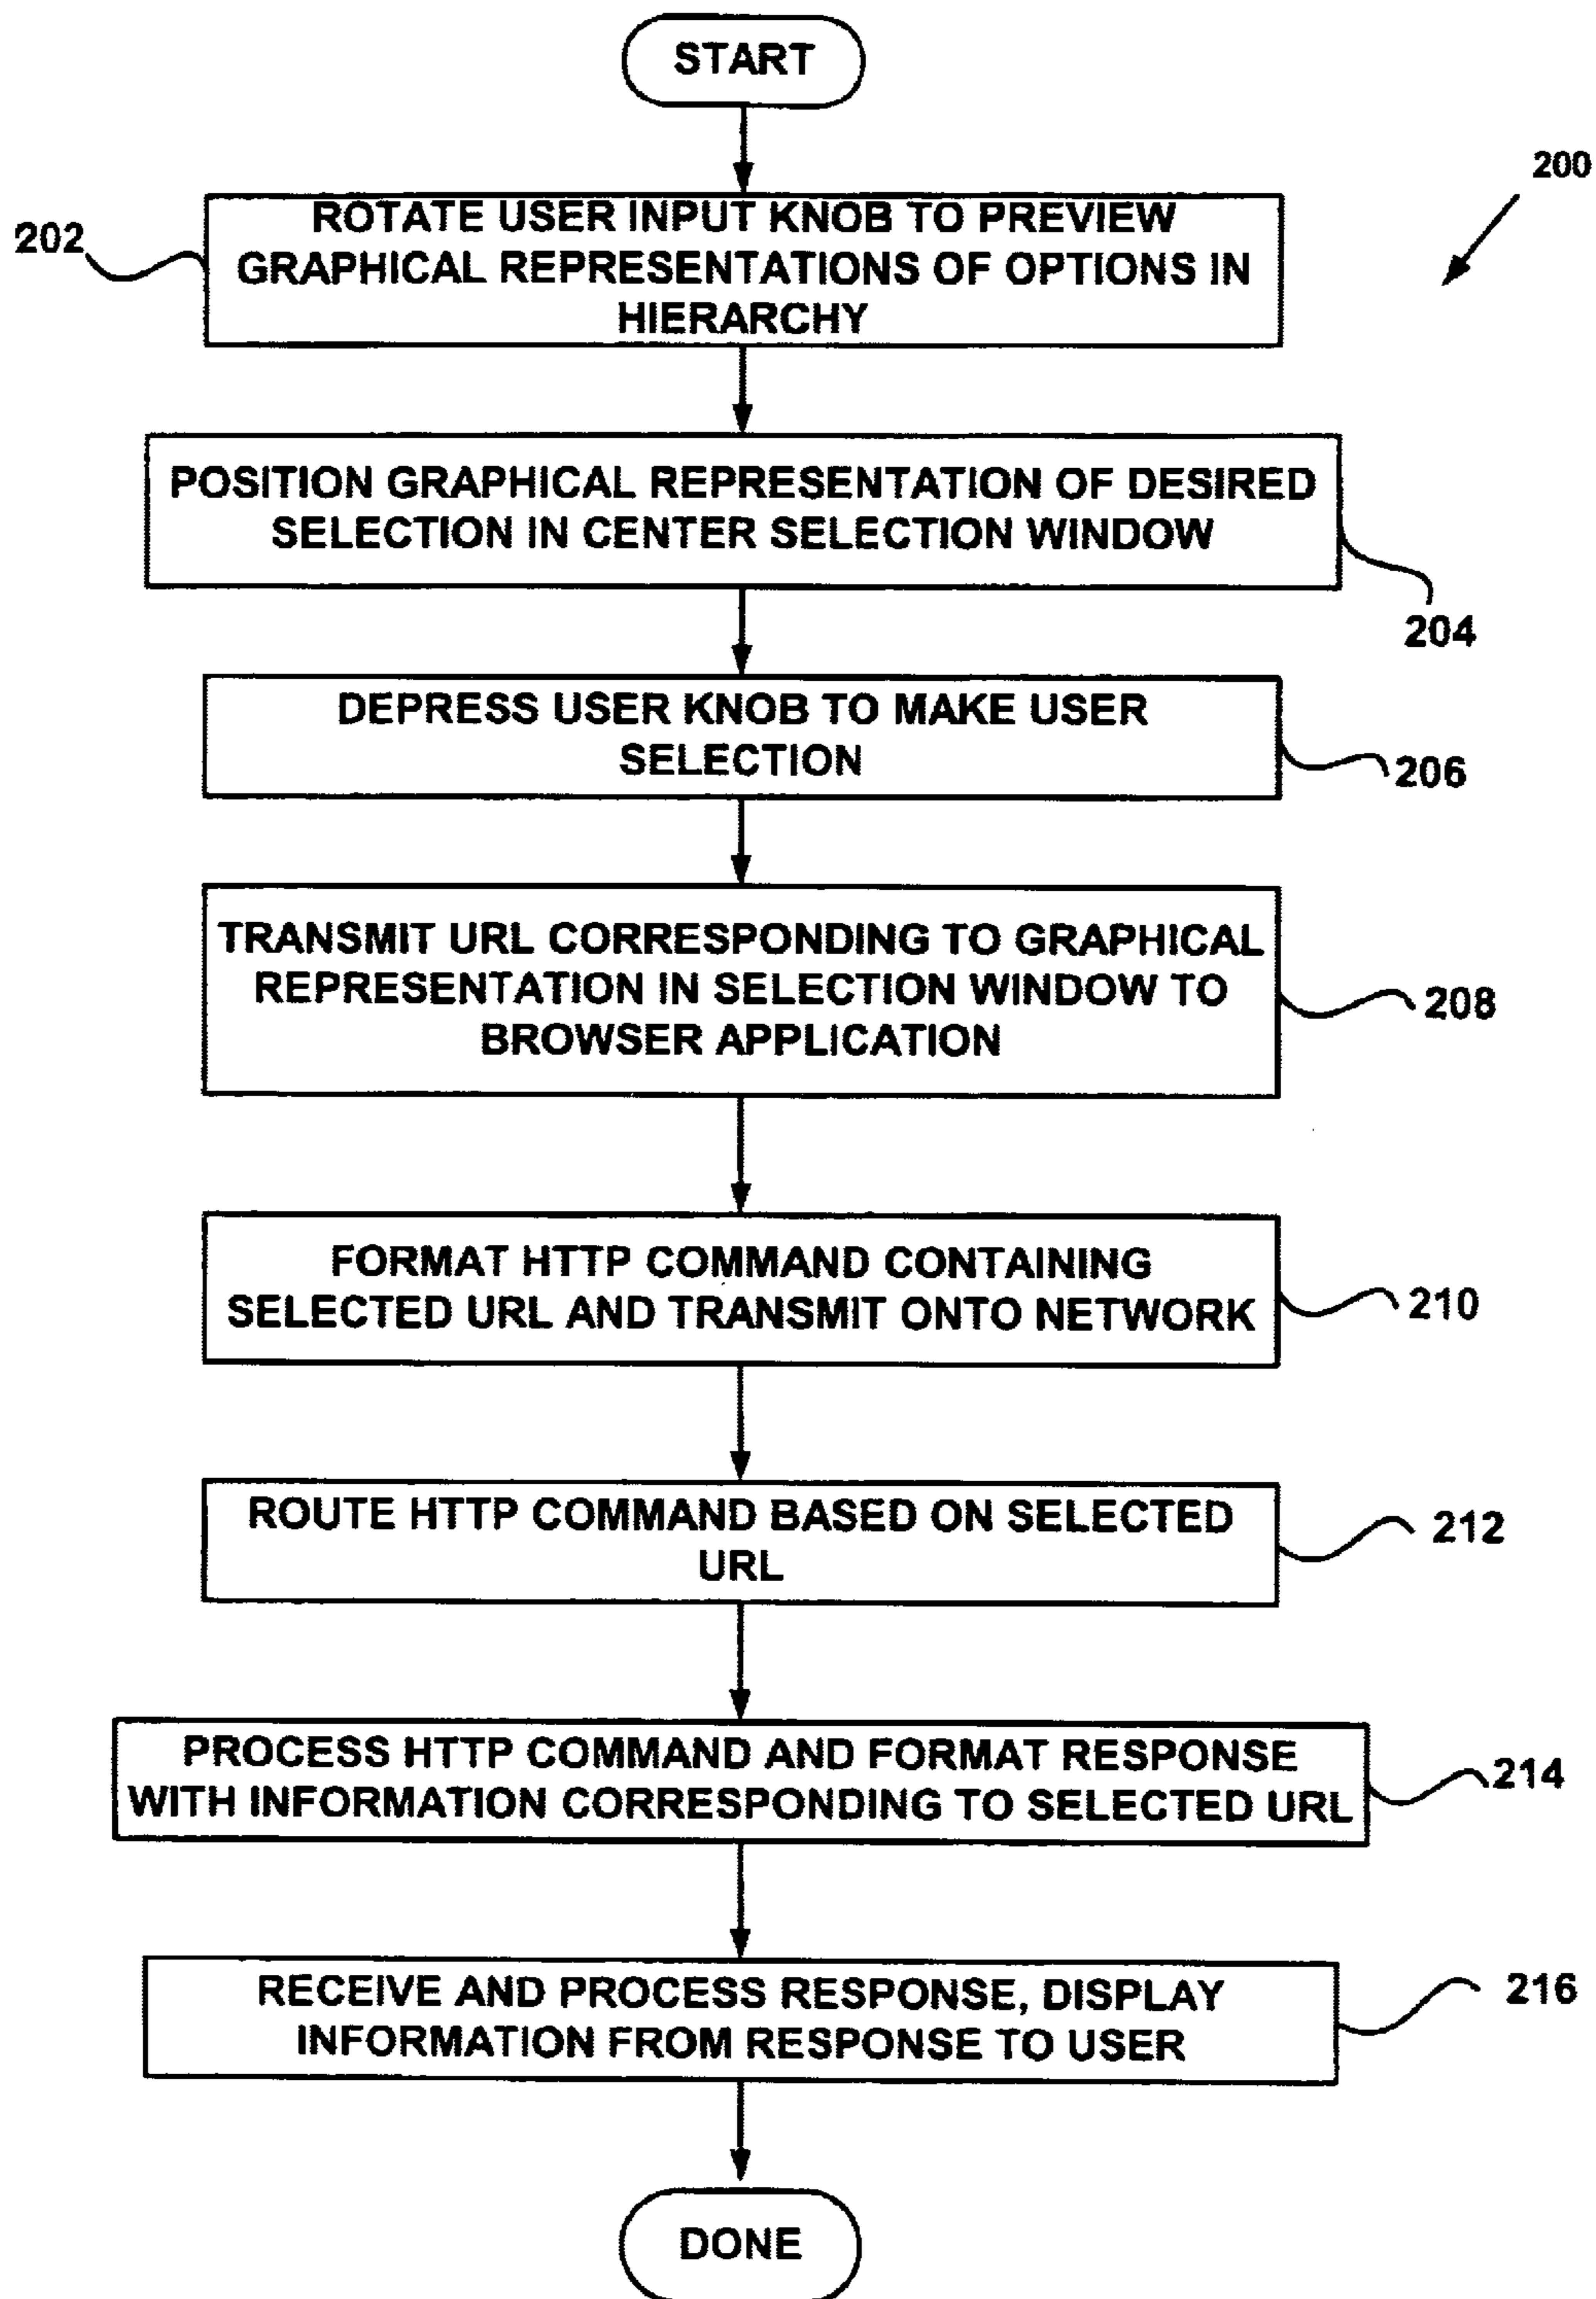 START
200
202
ROTATE USER INPUT KNOB TO PREVIEW
GRAPHICAL REPRESENTATIONS OF OPTIONS IN
HIERARCHY
POSITION GRAPHICAL REPRESENTATION OF DESIRED
SELECTION IN CENTER SELECTION WINDOW
204
DEPRESS USER KNOB TO MAKE USER
SELECTION
206
TRANSMIT URL CORRESPONDING TO GRAPHICAL
REPRESENTATION IN SELECTION WINDOW TO
BROWSER APPLICATION
208
FORMAT HTTP COMMAND CONTAINING
SELECTED URL AND TRANSMIT ONTO NETWORK
210
ROUTE HTTP COMMAND BASED ON SELECTED
URL
212
PROCESS HTTP COMMAND AND FORMAT RESPONSE
WITH INFORMATION CORRESPONDING TO SELECTED URL
214
RECEIVE AND PROCESS RESPONSE, DISPLAY
INFORMATION FROM RESPONSE TO USER
216
DONE